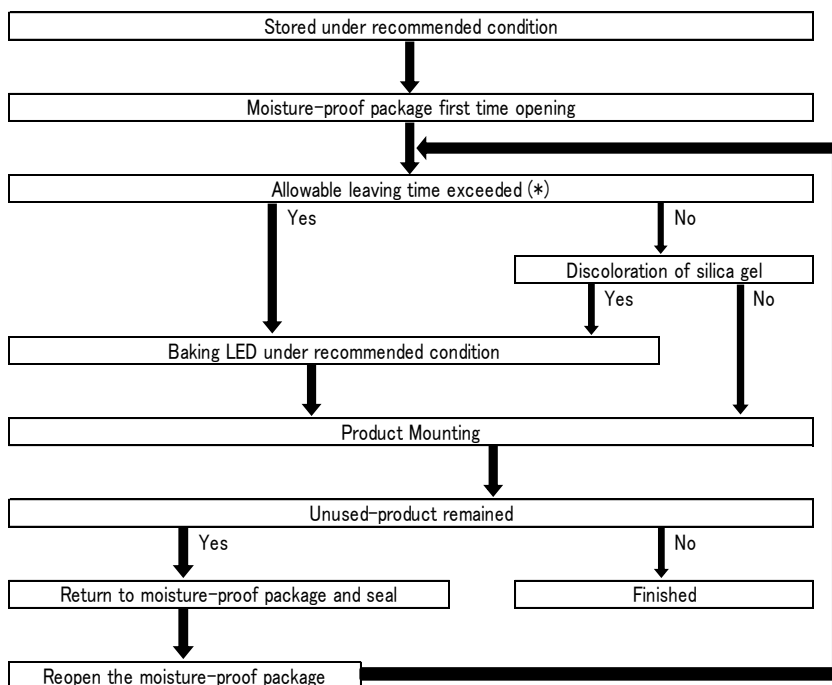 Stored under recommended condition
Moisture-proof package first time opening
Allowable leaving time exceeded (*)
Yes
No
Discoloration of silica gel
Yes
No
Baking LED under recommended condition
Product Mounting
Unused-product remained
Yes
No
Return to moisture-proof package and seal
Finished
Reopen the moisture-proof package